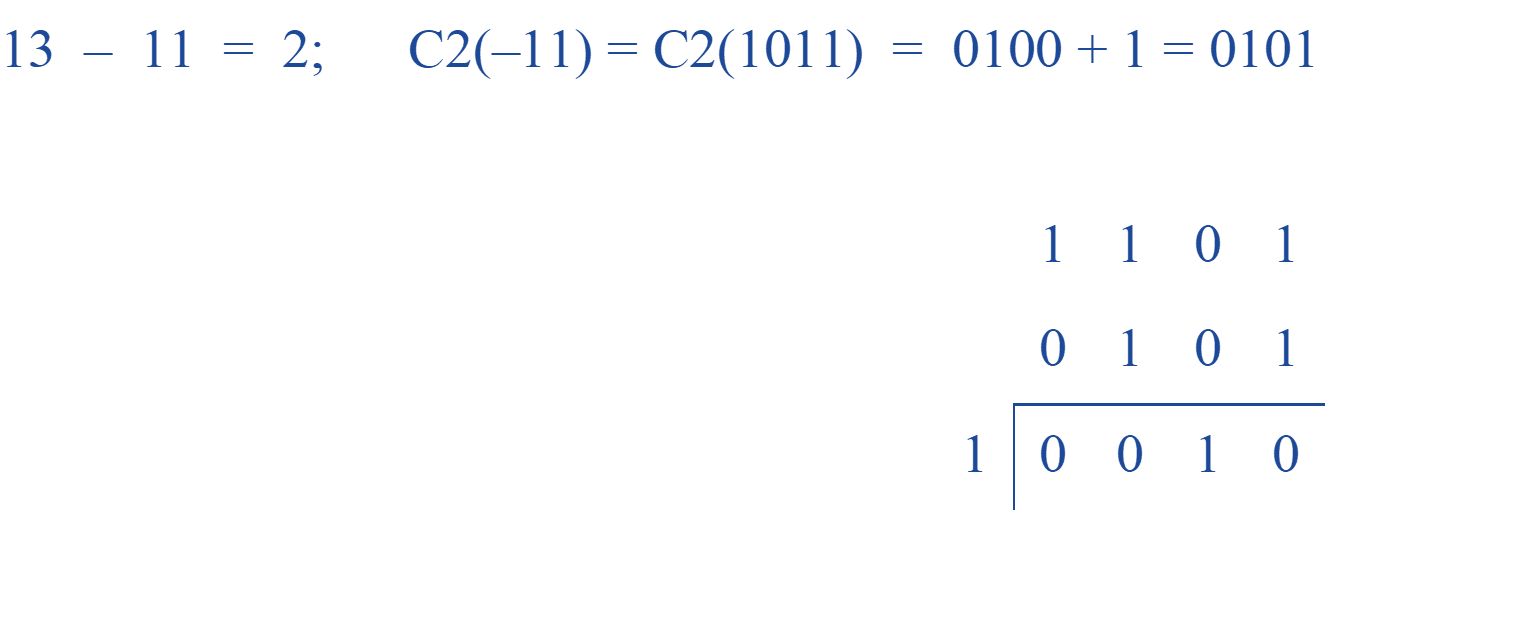 13 – 11 = 2; C2(–11) = C2(1011) = 0100 + 1 = 0101
1 1 0 1
0 1 0 1
1 0 0 1 0